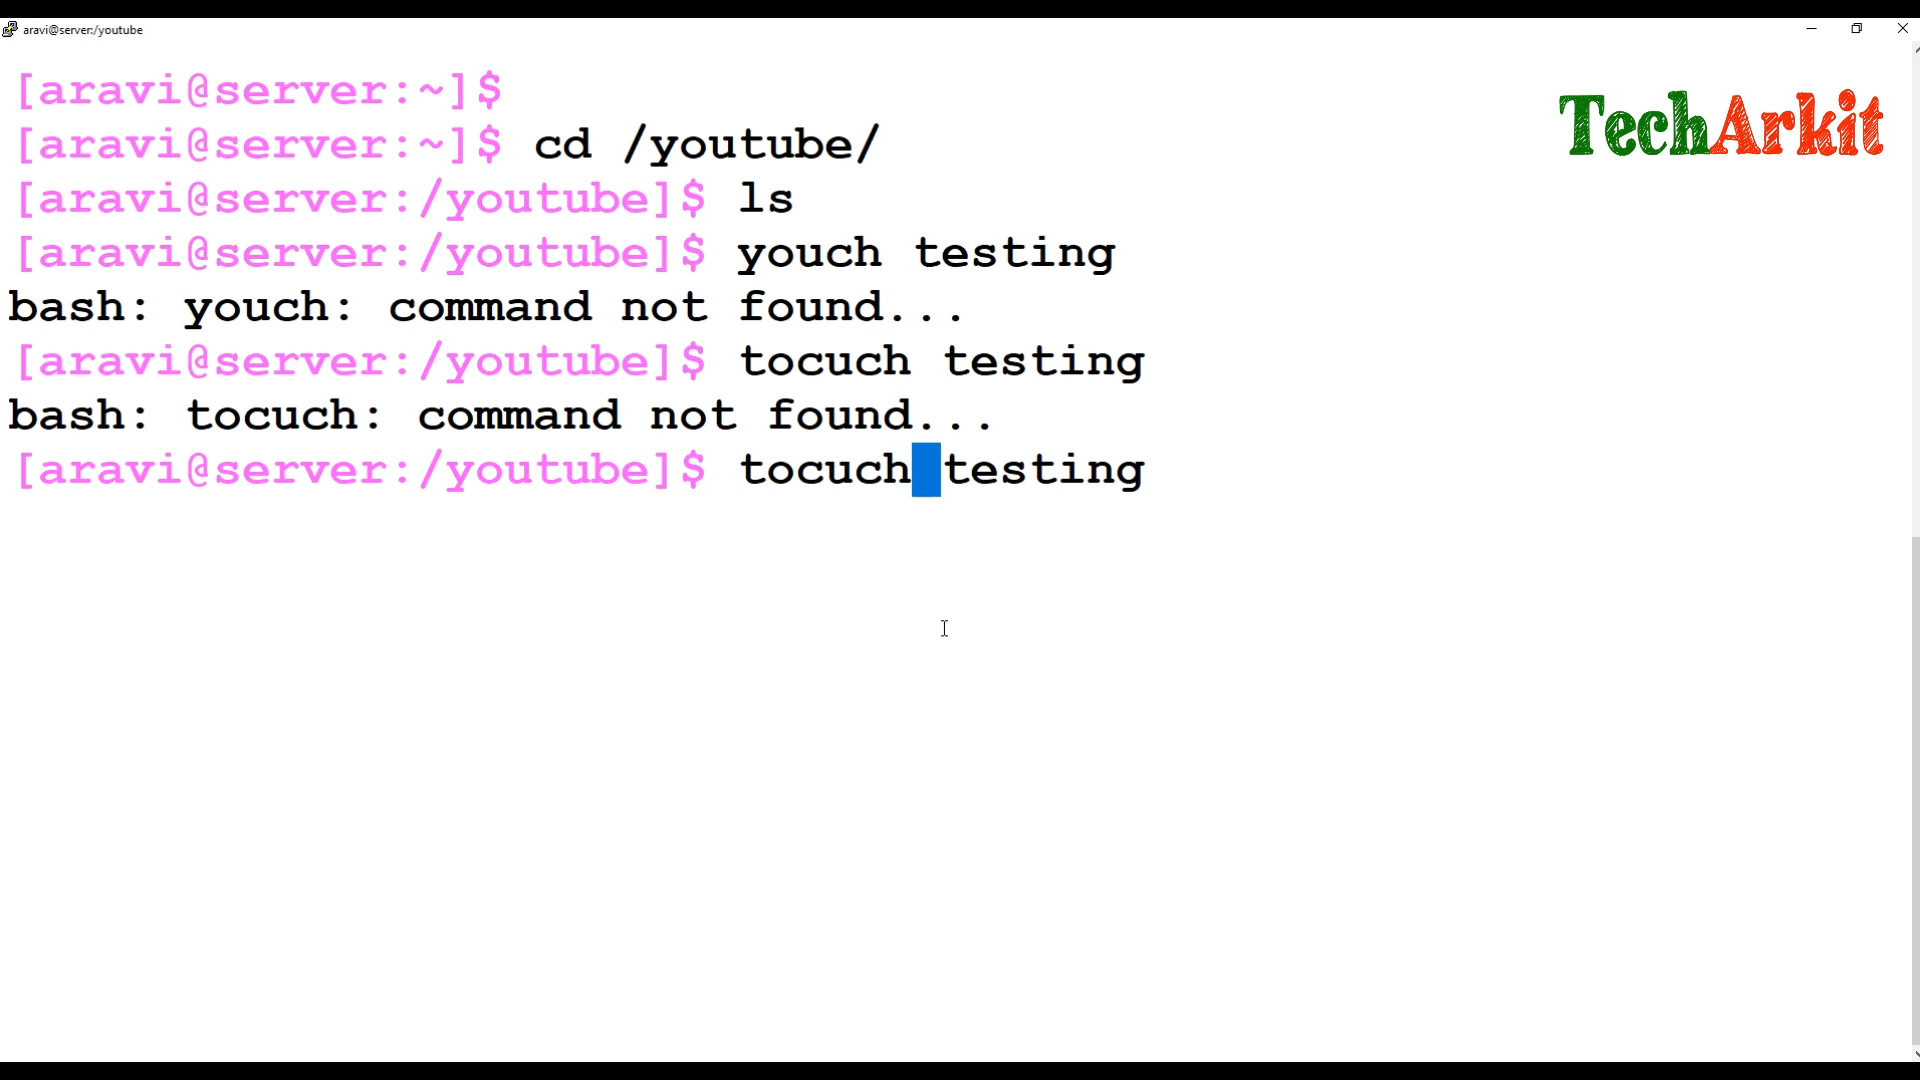 aravi@server:/youtube
[aravi@server:~]$
TechArkit
[aravi@server:~]$ cd /youtube/
[aravi@server:/youtube]$ ls
[aravi@server:/youtube]$ youch testing
bash: youch: command not found...
[aravi@server:/youtube]$ tocuch testing
bash: tocuch: command not found...
[aravi@server:/youtube]$ tocuch testing